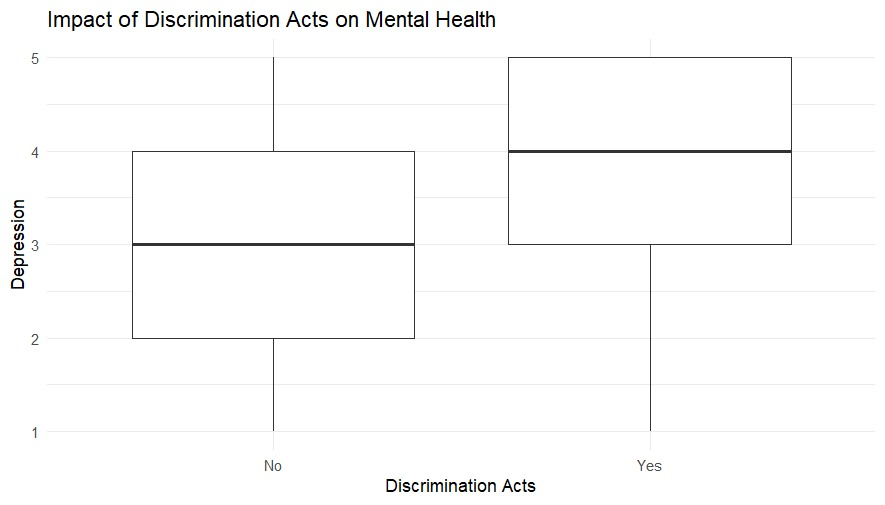 Impact of Discrimination Acts on Mental Health
Depression
5
4
3
2
1
No
Yes
Discrimination Acts